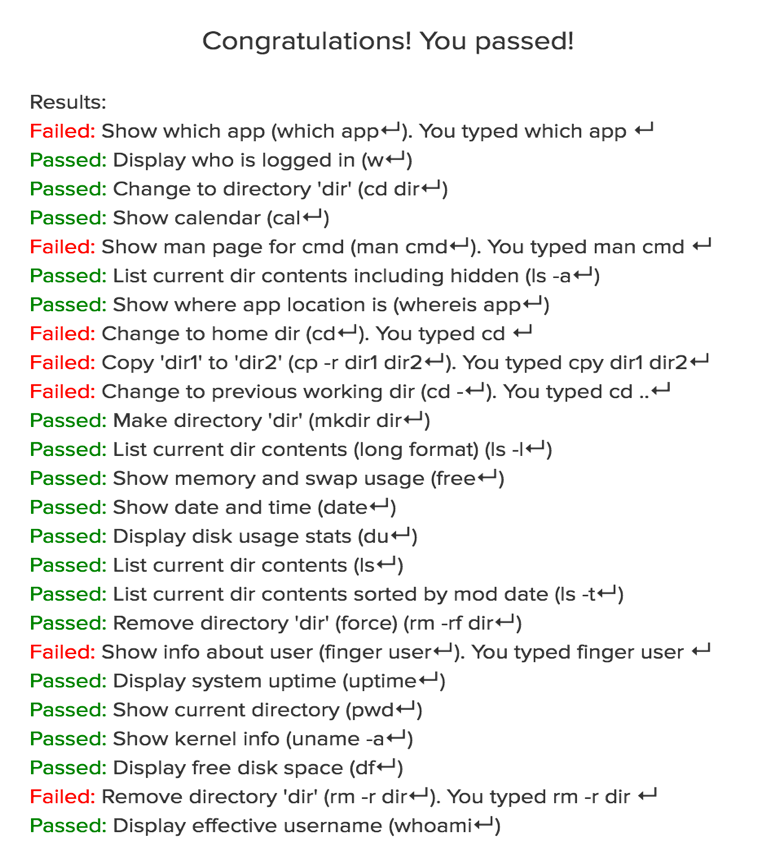 Congratulations! You passed!
Results:
Failed: Show which app (which app↵). You typed which app ↵
Passed: Display who is logged in (w↵)
Passed: Change to directory 'dir' (cd dir↵)
Passed: Show calendar (cal↵)
Failed: Show man page for cmd (man cmd↵). You typed man cmd ↵
Passed: List current dir contents including hidden (ls -a↵)
Passed: Show where app location is (whereis app↵)
Failed: Change to home dir (cd↵). You typed cd ↵
Failed: Copy 'dir1' to 'dir2' (cp -r dir1 dir2↵). You typed cpy dir1 dir2↵
Failed: Change to previous working dir (cd -↵). You typed cd ..↵
Passed: Make directory 'dir' (mkdir dir↵)
Passed: List current dir contents (long format) (ls -l↵)
Passed: Show memory and swap usage (free↵)
Passed: Show date and time (date↵)
Passed: Display disk usage stats (du↵)
Passed: List current dir contents (ls↵)
Passed: List current dir contents sorted by mod date (ls -t↵)
Passed: Remove directory 'dir' (force) (rm -rf dir↵)
Failed: Show info about user (finger user↵). You typed finger user ↵
Passed: Display system uptime (uptime↵)
Passed: Show current directory (pwd↵)
Passed: Show kernel info (uname -a↵)
Passed: Display free disk space (df↵)
Failed: Remove directory 'dir' (rm -r dir↵). You typed rm -r dir ↵
Passed: Display effective username (whoami↵)